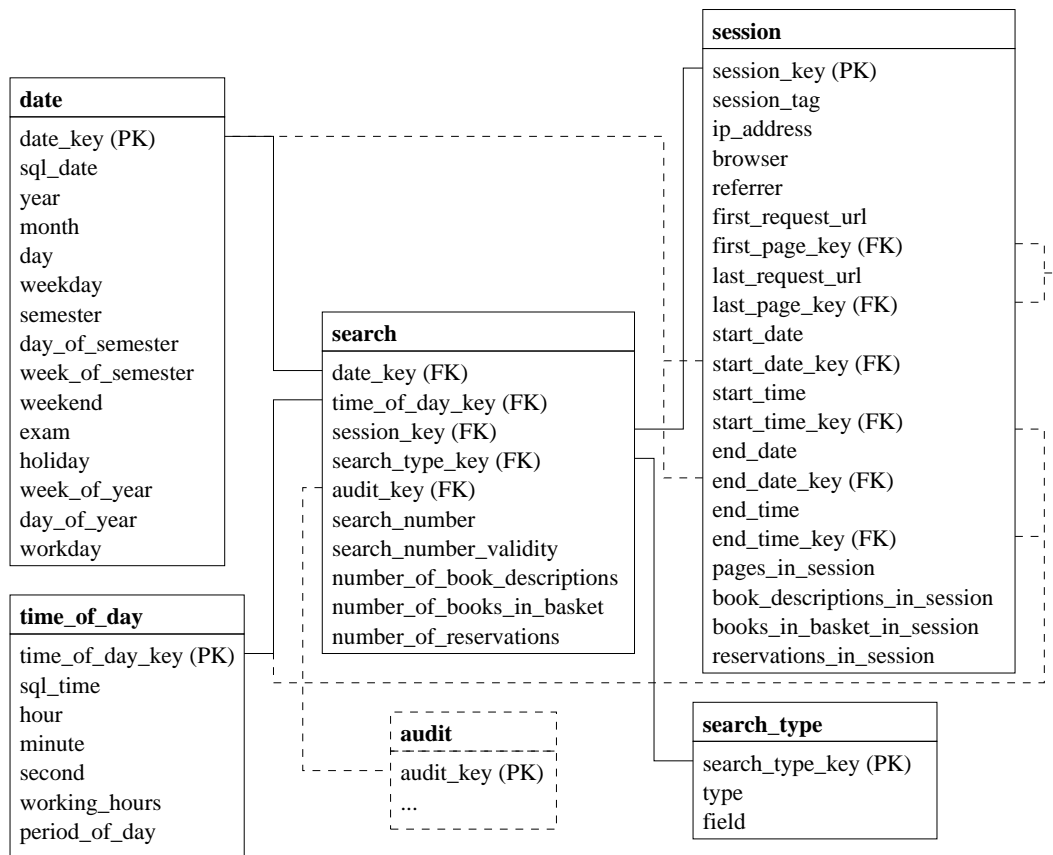 session
session_key (PK)
session_tag
ip_address
browser
referrer
first_request_url
first_page_key (FK)
last_request_url
last_page_key (FK)
start_date
start_date_key (FK)
start_time
start_time_key (FK)
end_date
end_date_key (FK)
end_time
end_time_key (FK)
pages_in_session
book_descriptions_in_session
books_in_basket_in_session
reservations_in_session
date
date_key (PK)
sql_date
year
month
day
weekday
semester
day_of_semester
week_of_semester
weekend
exam
holiday
week_of_year
day_of_year
workday
search
date_key (FK)
time_of_day_key (FK)
session_key (FK)
search_type_key (FK)
audit_key (FK)
search_number
search_number_validity
number_of_book_descriptions
number_of_books_in_basket
number_of_reservations
time_of_day
time_of_day_key (PK)
sql_time
hour
minute
second
working_hours
period_of_day
audit
audit_key (PK)
...
search_type
search_type_key (PK)
type
field